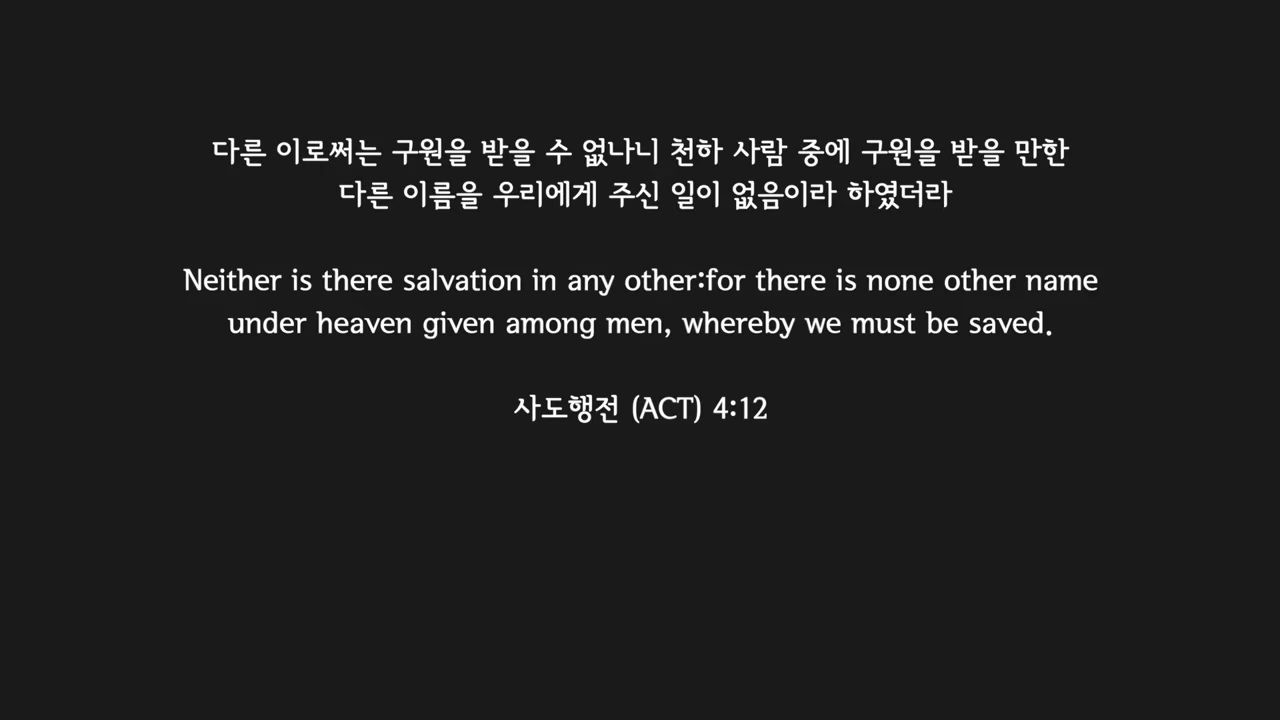 다른 이로써는 구원을 받을 수 없나니 천하 사람 중에 구원을 받을 만한
다른 이름을 우리에게 주신 일이 없음이라 하였더라
Neither is there salvation in any other:for there is none other name
under heaven given among men, whereby we must be saved.
사도행전 (ACT) 4:12